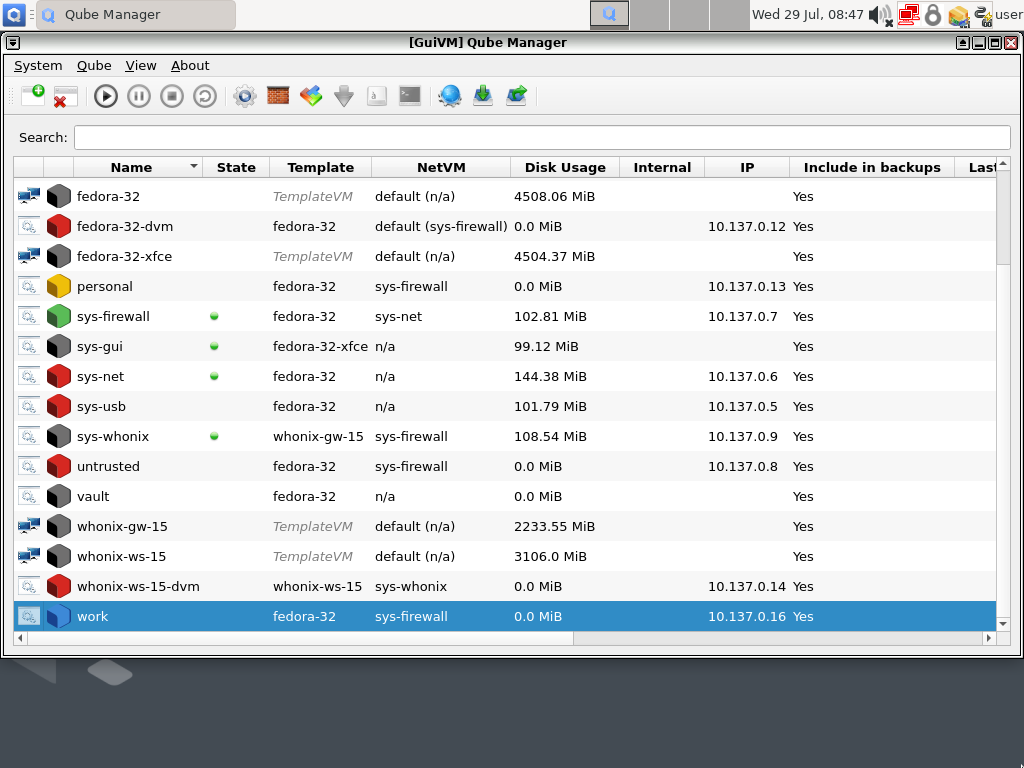 Qube Manager Wed 29 Jul, 08:47 user
[GuiVM] Qube Manager
System Qube View About
Search:
Name State Template NetVM Disk Usage Internal IP Include in backups Last
fedora-32 TemplateVM default (n/a) 4508.06 MiB Yes
fedora-32-dvm fedora-32 default (sys-firewall) 0.0 MiB 10.137.0.12 Yes
fedora-32-xfce TemplateVM default (n/a) 4504.37 MiB Yes
personal fedora-32 sys-firewall 0.0 MiB 10.137.0.13 Yes
sys-firewall fedora-32 sys-net 102.81 MiB 10.137.0.7 Yes
sys-gui fedora-32-xfce n/a 99.12 MiB Yes
sys-net fedora-32 n/a 144.38 MiB 10.137.0.6 Yes
sys-usb fedora-32 n/a 101.79 MiB 10.137.0.5 Yes
sys-whonix whonix-gw-15 sys-firewall 108.54 MiB 10.137.0.9 Yes
untrusted fedora-32 sys-firewall 0.0 MiB 10.137.0.8 Yes
vault fedora-32 n/a 0.0 MiB Yes
whonix-gw-15 TemplateVM default (n/a) 2233.55 MiB Yes
whonix-ws-15 TemplateVM default (n/a) 3106.0 MiB Yes
whonix-ws-15-dvm whonix-ws-15 sys-whonix 0.0 MiB 10.137.0.14 Yes
work fedora-32 sys-firewall 0.0 MiB 10.137.0.16 Yes